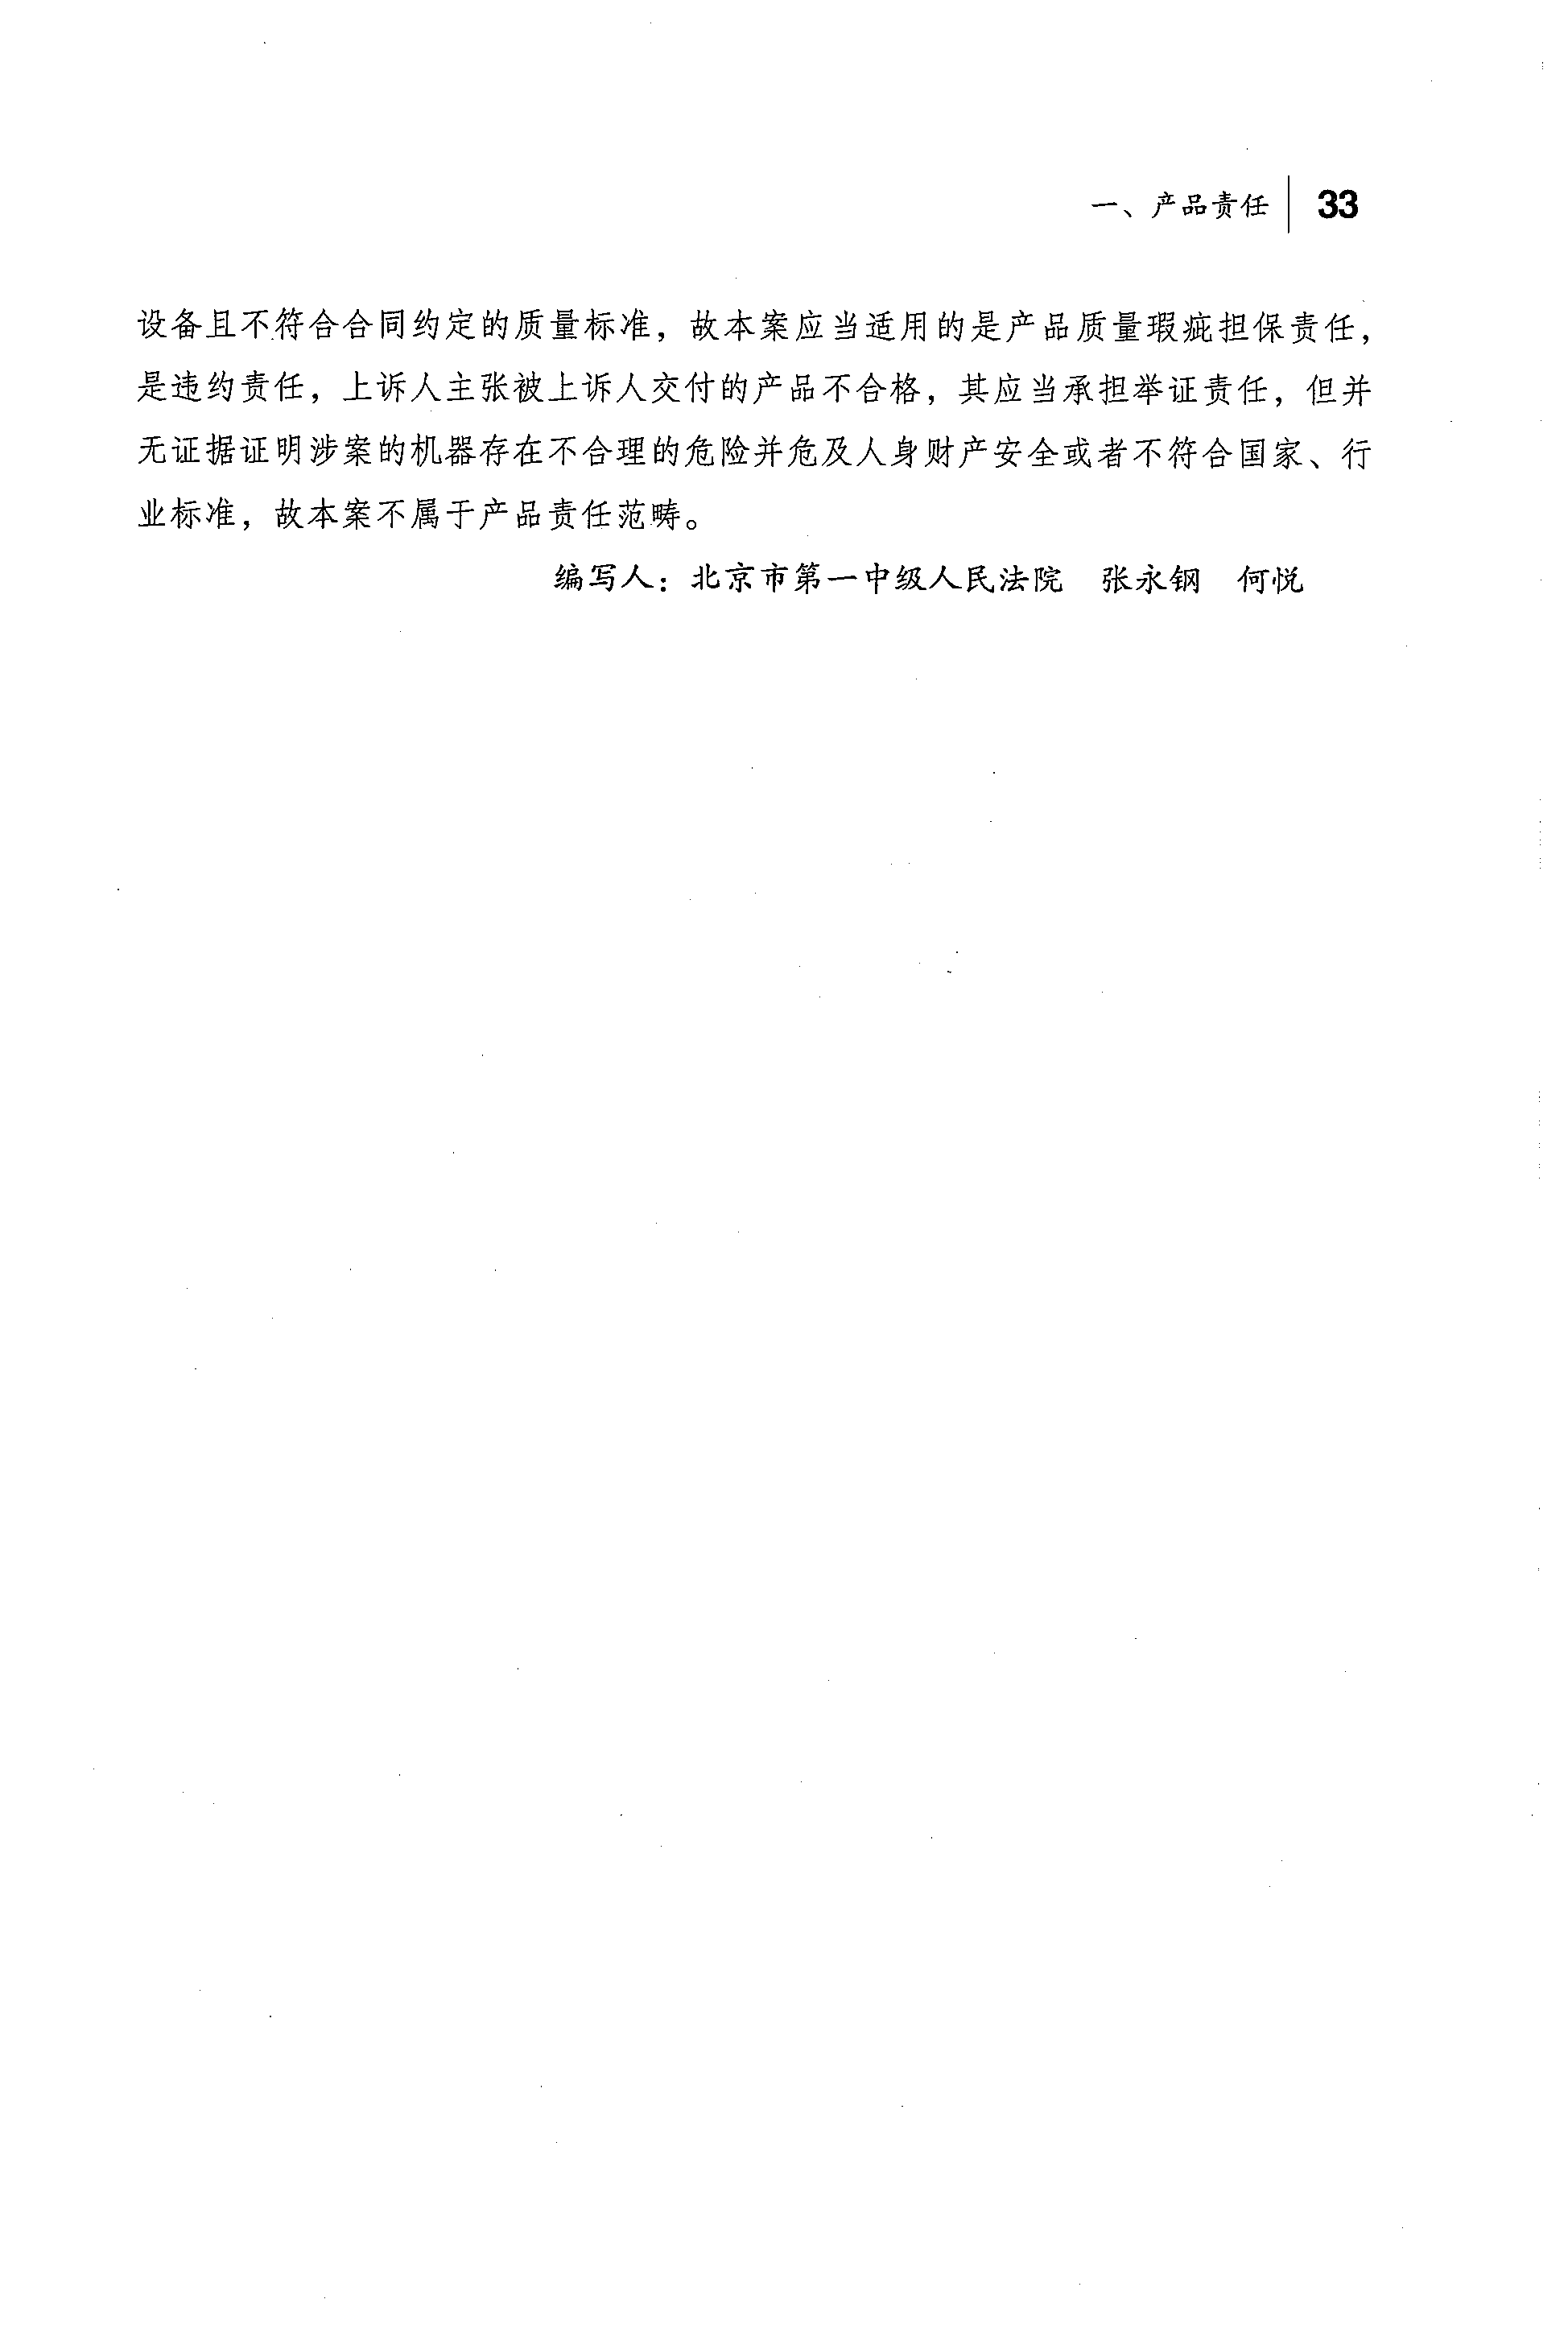 一、产品责任 33
设备且不符合合同约定的质量标准，故本案应当适用的是产品质量瑕疵担保责任，
是违约责任，上诉人主张被上诉人交付的产品不合格，其应当承担举证责任，但并
无证据证明涉案的机器存在不合理的危险并危及人身财产安全或者不符合国家、行
业标准，故本案不属于产品责任范畴。
编写人：北京市第一中级人民法院　张永钢　何悦